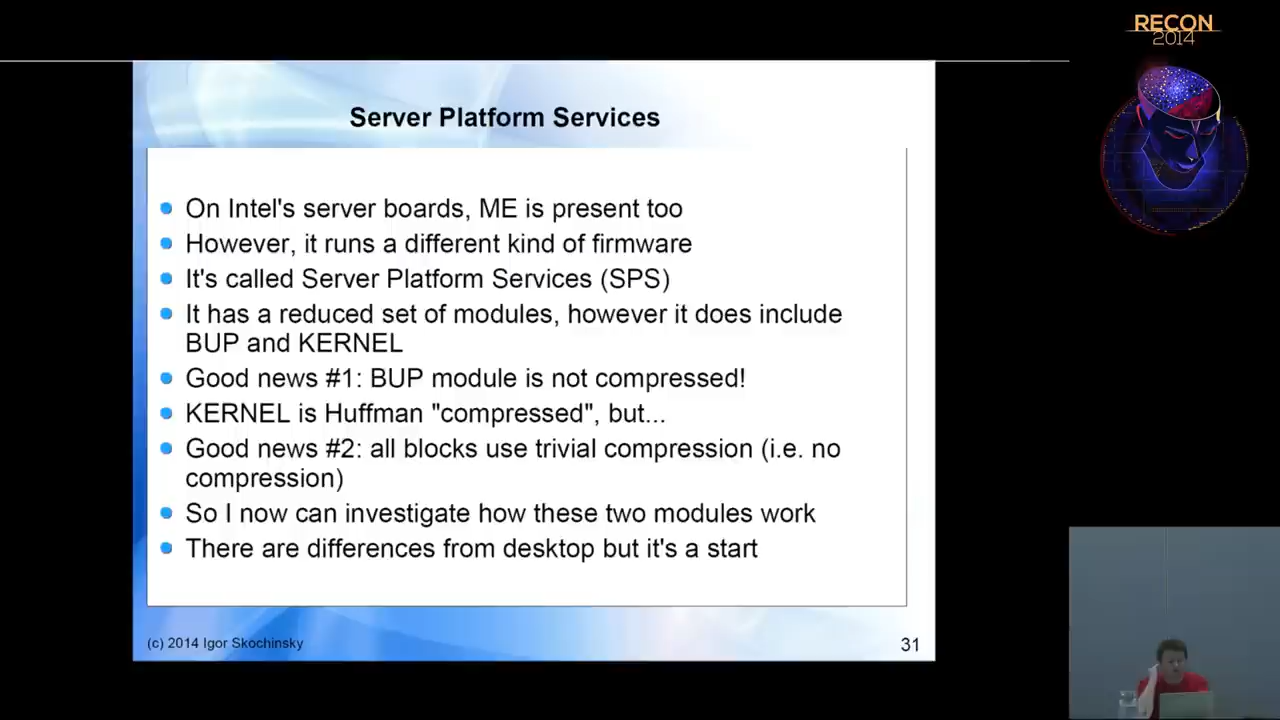 RECON
2014
Server Platform Services
On Intel's server boards, ME is present too
However, it runs a different kind of firmware
It's called Server Platform Services (SPS)
It has a reduced set of modules, however it does include
BUP and KERNEL
Good news #1: BUP module is not compressed!
KERNEL is Huffman "compressed", but...
Good news #2: all blocks use trivial compression (i.e. no
compression)
So I now can investigate how these two modules work
There are differences from desktop but it's a start
(c) 2014 Igor Skochinsky
31